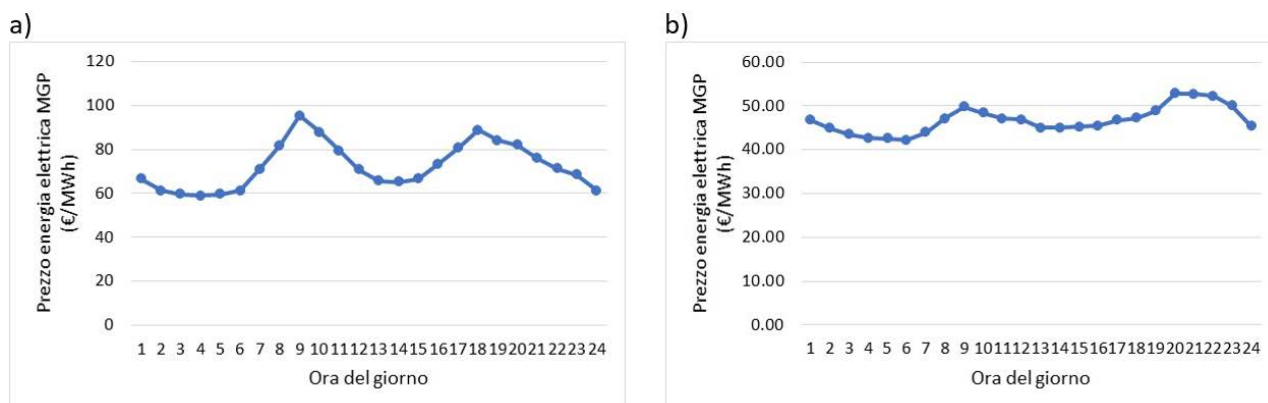 a)
Prezzo energia elettrica MGP
(€/MWh)
120
100
80
60
40
20
0
1 2 3 4 5 6 7 8 9 10 11 12 13 14 15 16 17 18 19 20 21 22 23 24
Ora del giorno
b)
Prezzo energia elettrica MGP
(€/MWh)
60.00
50.00
40.00
30.00
20.00
10.00
0.00
1 2 3 4 5 6 7 8 9 10 11 12 13 14 15 16 17 18 19 20 21 22 23 24
Ora del giorno